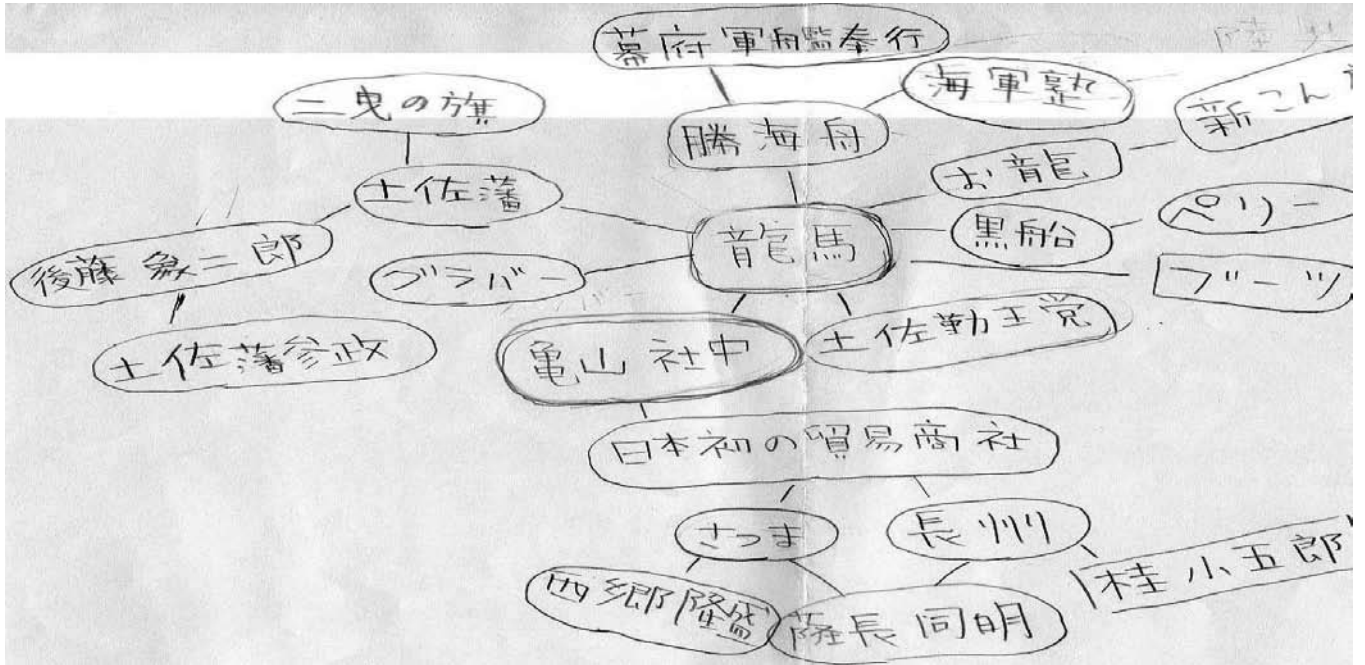 幕府軍艦奉行
海軍塾
二曳の旗
勝海舟
新こん
お龍
土佐藩
龍馬
黒船
ペリー
後藤象二郎
グラバー
ブーツ
土佐藩参政
亀山社中
土佐勤王党
日本初の貿易商社
さつま
長州
西郷隆盛
薩長同明
桂小五郎